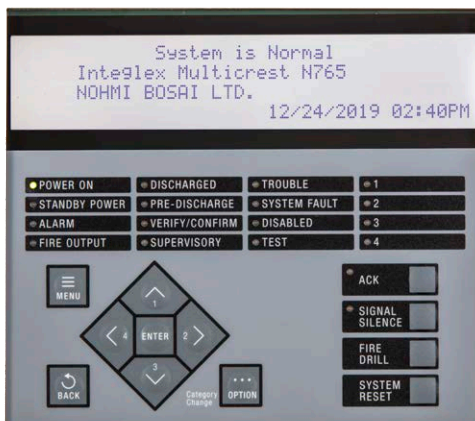 System is Normal
Integlex Multicrest N765
NOHMI BOSAI LTD.
12/24/2019 02:40PM
POWER ON DISCHARGED TROUBLE 1
STANDBY POWER PRE-DISCHARGE SYSTEM FAULT 2
ALARM VERIFY/CONFIRM DISABLED 3
FIRE OUTPUT SUPERVISORY TEST 4
MENU
1
4 ENTER 2
3
BACK
Category
Change
OPTION
ACK
SIGNAL
SILENCE
FIRE
DRILL
SYSTEM
RESET